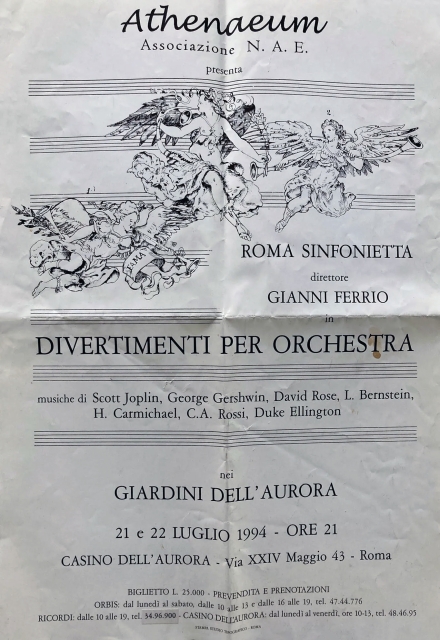 Athenaeum
Associazione N. A. E.
presenta
2
1
FAMA
ROMA SINFONIETTA
direttore
GIANNI FERRIO
in
DIVERTIMENTI PER ORCHESTRA
musiche di Scott Joplin, George Gershwin, David Rose, L. Bernstein,
H. Carmichael, C.A. Rossi, Duke Ellington
nei
GIARDINI DELL'AURORA
21 e 22 LUGLIO 1994 - ORE 21
CASINO DELL'AURORA - Via XXIV Maggio 43 - Roma
BIGLIETTO L. 25.000 - PREVENDITA E PRENOTAZIONI
ORBIS: dal lunedì al sabato, dalle 10 alle 13 e dalle 16 alle 19, tel. 47.44.776
RICORDI: dalle 10 alle 19, tel. 34.96.900 - CASINO DELL'AURORA: dal lunedì al venerdì, ore 10-13, tel. 48.46.95